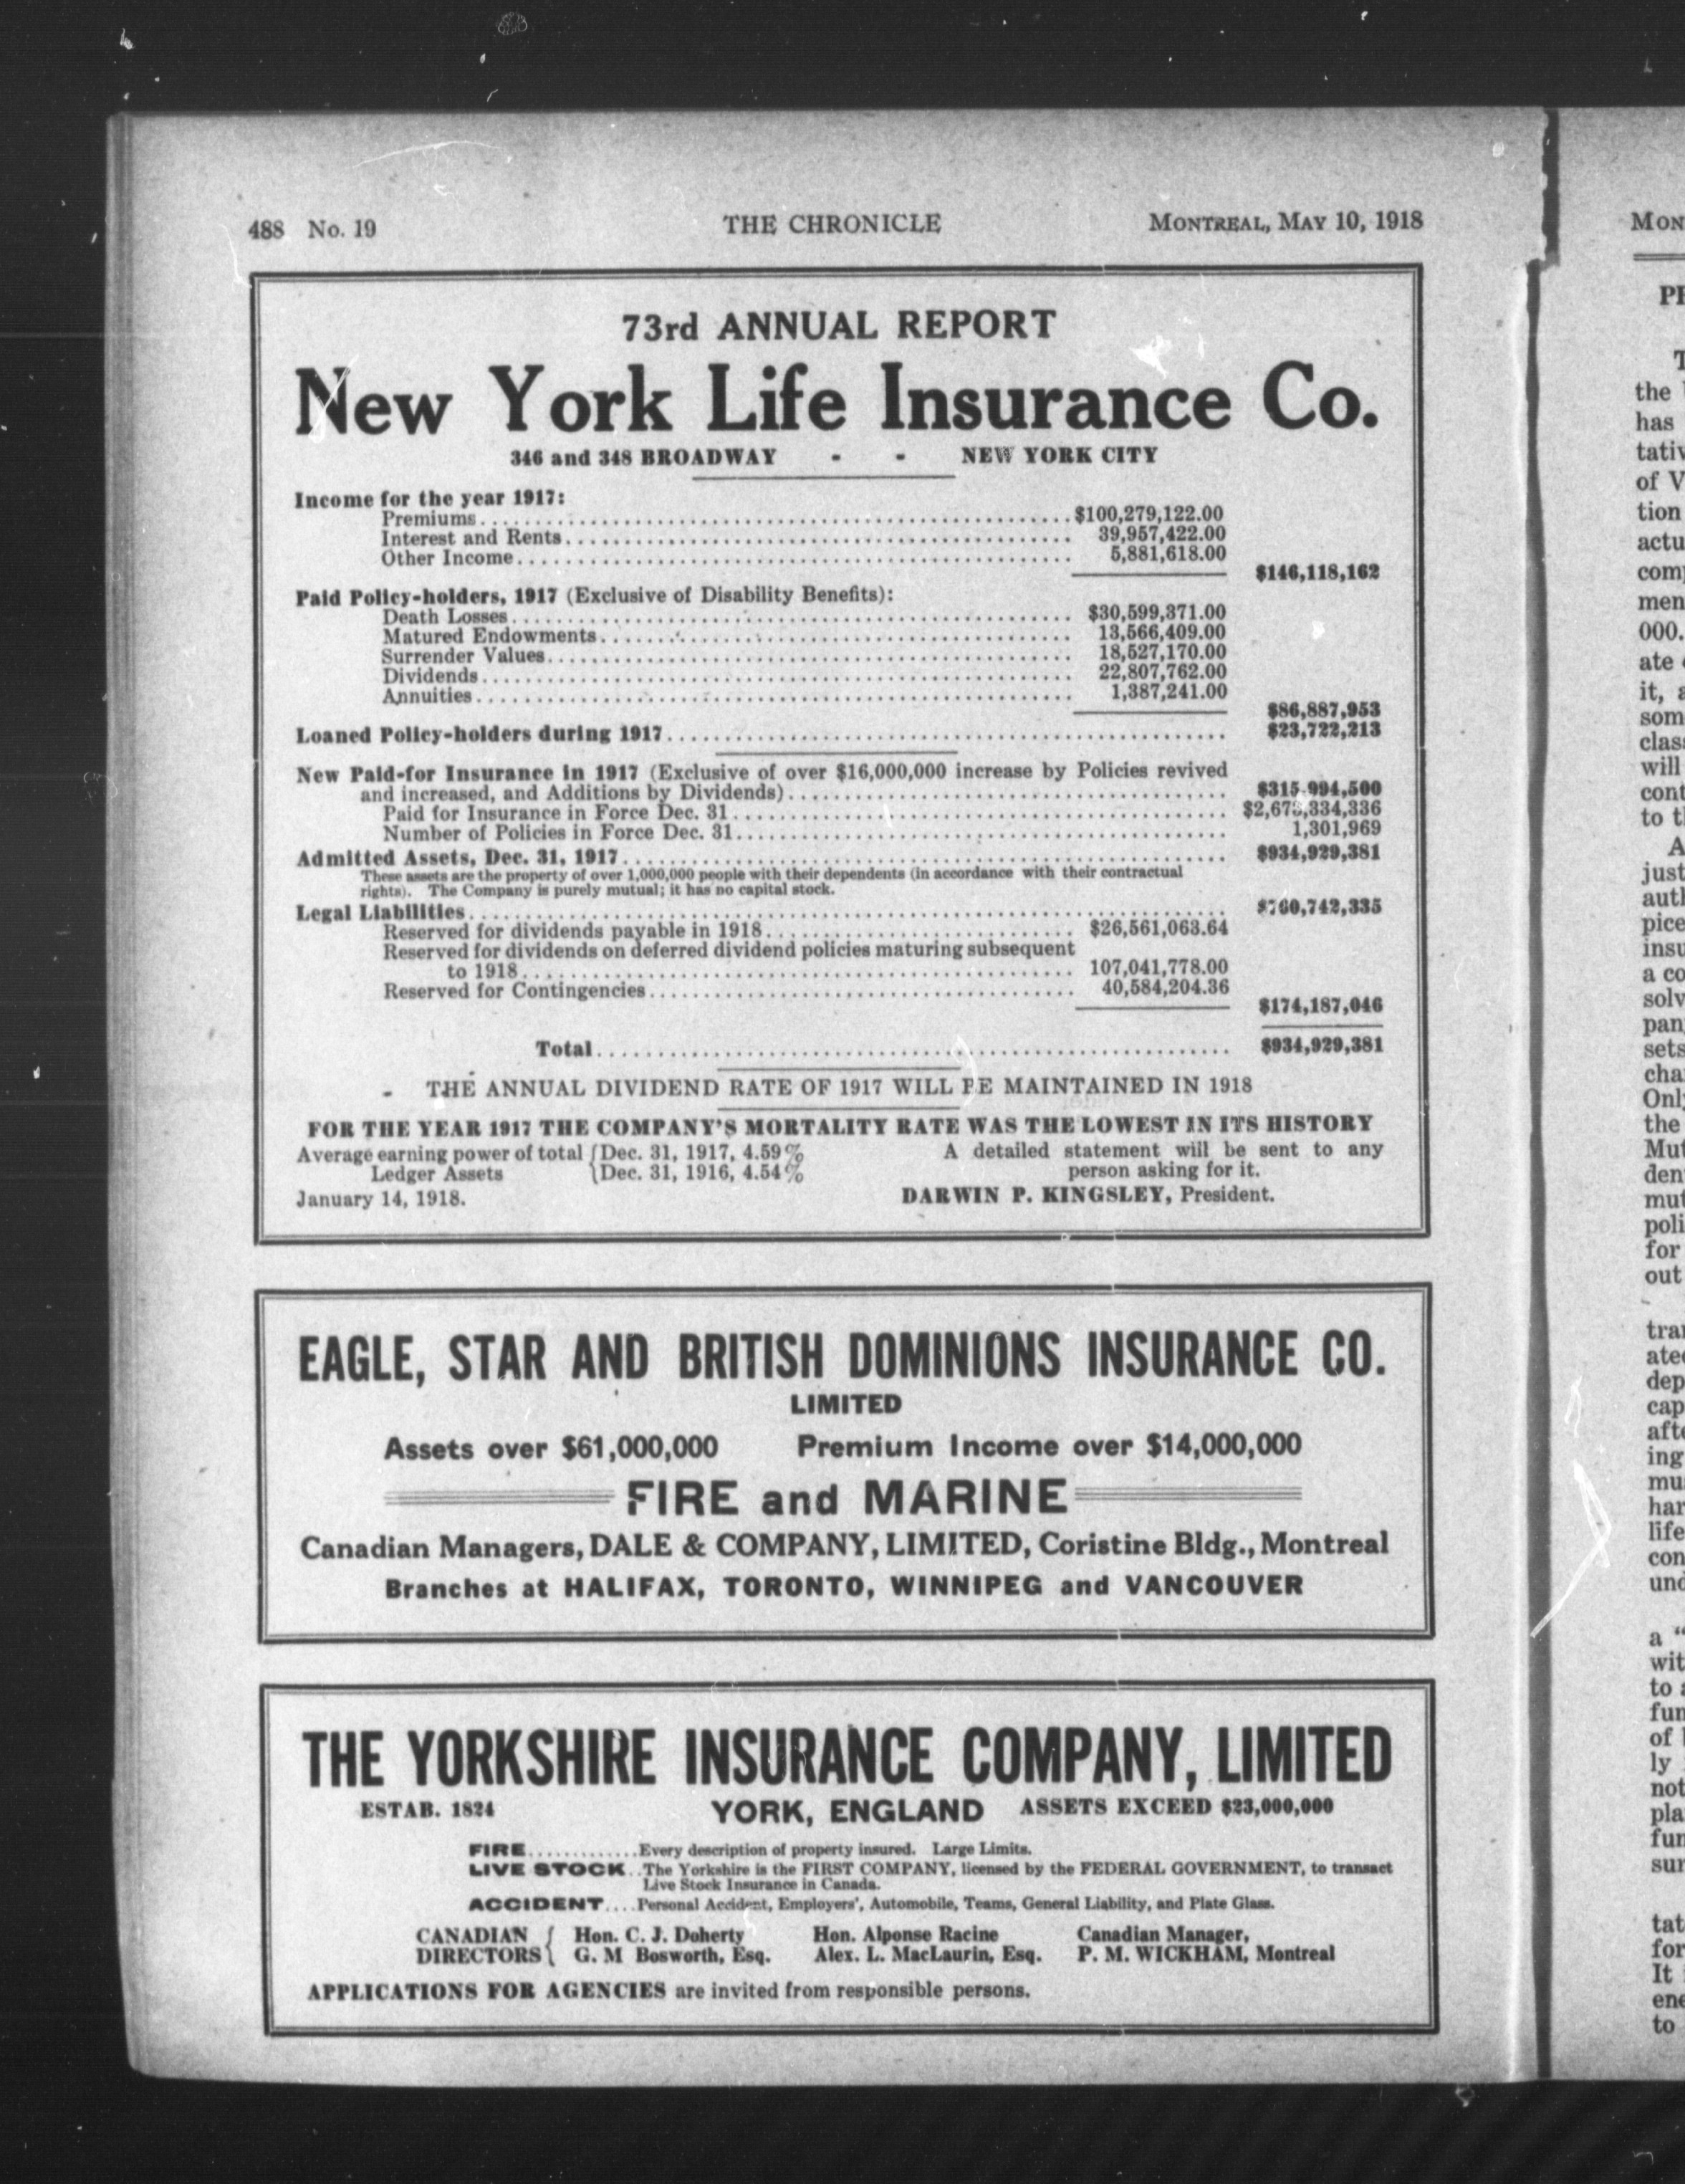 488 No. 19 THE CHRONICLE MONTREAL, MAY 10, 1918
73rd ANNUAL REPORT
New York Life Insurance Co.
346 and 348 BROADWAY - - NEW YORK CITY
Income for the year 1917:
Premiums $100,279,122.00
Interest and Rents 39,957,422.00
Other Income 5,881,618.00
$146,118,162
Paid Policy-holders, 1917 (Exclusive of Disability Benefits):
Death Losses $30,599,371.00
Matured Endowments 13,566,409.00
Surrender Values 18,527,170.00
Dividends 22,807,762.00
Annuities 1,387,241.00
$86,887,953
Loaned Policy-holders during 1917 $23,722,213
New Paid-for Insurance in 1917 (Exclusive of over $16,000,000 increase by Policies revived
and increased, and Additions by Dividends) $315,994,500
Paid for Insurance in Force Dec. 31
Number of Policies in Force Dec. 31 1,301,969
Admitted Assets, Dec. 31, 1917 $934,929,381
These assets are the property of over 1,000,000 people with their dependents (in accordance with their contractual
rights). The Company is purely mutual; it has no capital stock.
Legal Liabilities $760,742,335
Reserved for dividends payable in 1918 $26,561,063.64
Reserved for dividends on deferred dividend policies maturing subsequent
to 1918 107,041,778.00
Reserved for Contingencies 40,584,204.36
$174,187,046
Total $934,929,381
THE ANNUAL DIVIDEND RATE OF 1917 WILL BE MAINTAINED IN 1918
FOR THE YEAR 1917 THE COMPANY'S MORTALITY RATE WAS THE LOWEST IN ITS HISTORY
Average earning power of total {Dec. 31, 1917, 4.59%
Ledger Assets {Dec. 31, 1916, 4.54%
A detailed statement will be sent to any
person asking for it.
January 14, 1918. DARWIN P. KINGSLEY, President.
EAGLE, STAR AND BRITISH DOMINIONS INSURANCE CO.
LIMITED
Assets over $61,000,000 Premium Income over $14,000,000
FIRE and MARINE
Canadian Managers, DALE & COMPANY, LIMITED, Coristine Bldg., Montreal
Branches at HALIFAX, TORONTO, WINNIPEG and VANCOUVER
THE YORKSHIRE INSURANCE COMPANY, LIMITED
ESTAB. 1824 YORK, ENGLAND ASSETS EXCEED $23,000,000
FIRE Every description of property insured. Large Limits.
LIVE STOCK The Yorkshire is the FIRST COMPANY, licensed by the FEDERAL GOVERNMENT, to transact
Live Stock Insurance in Canada.
ACCIDENT Personal Accident, Employers', Automobile, Teams, General Liability, and Plate Glass.
CANADIAN { Hon. C. J. Doherty Hon. Alponse Racine Canadian Manager,
DIRECTORS { G. M Bosworth, Esq. Alex. L. MacLaurin, Esq. P. M. WICKHAM, Montreal
APPLICATIONS FOR AGENCIES are invited from responsible persons.